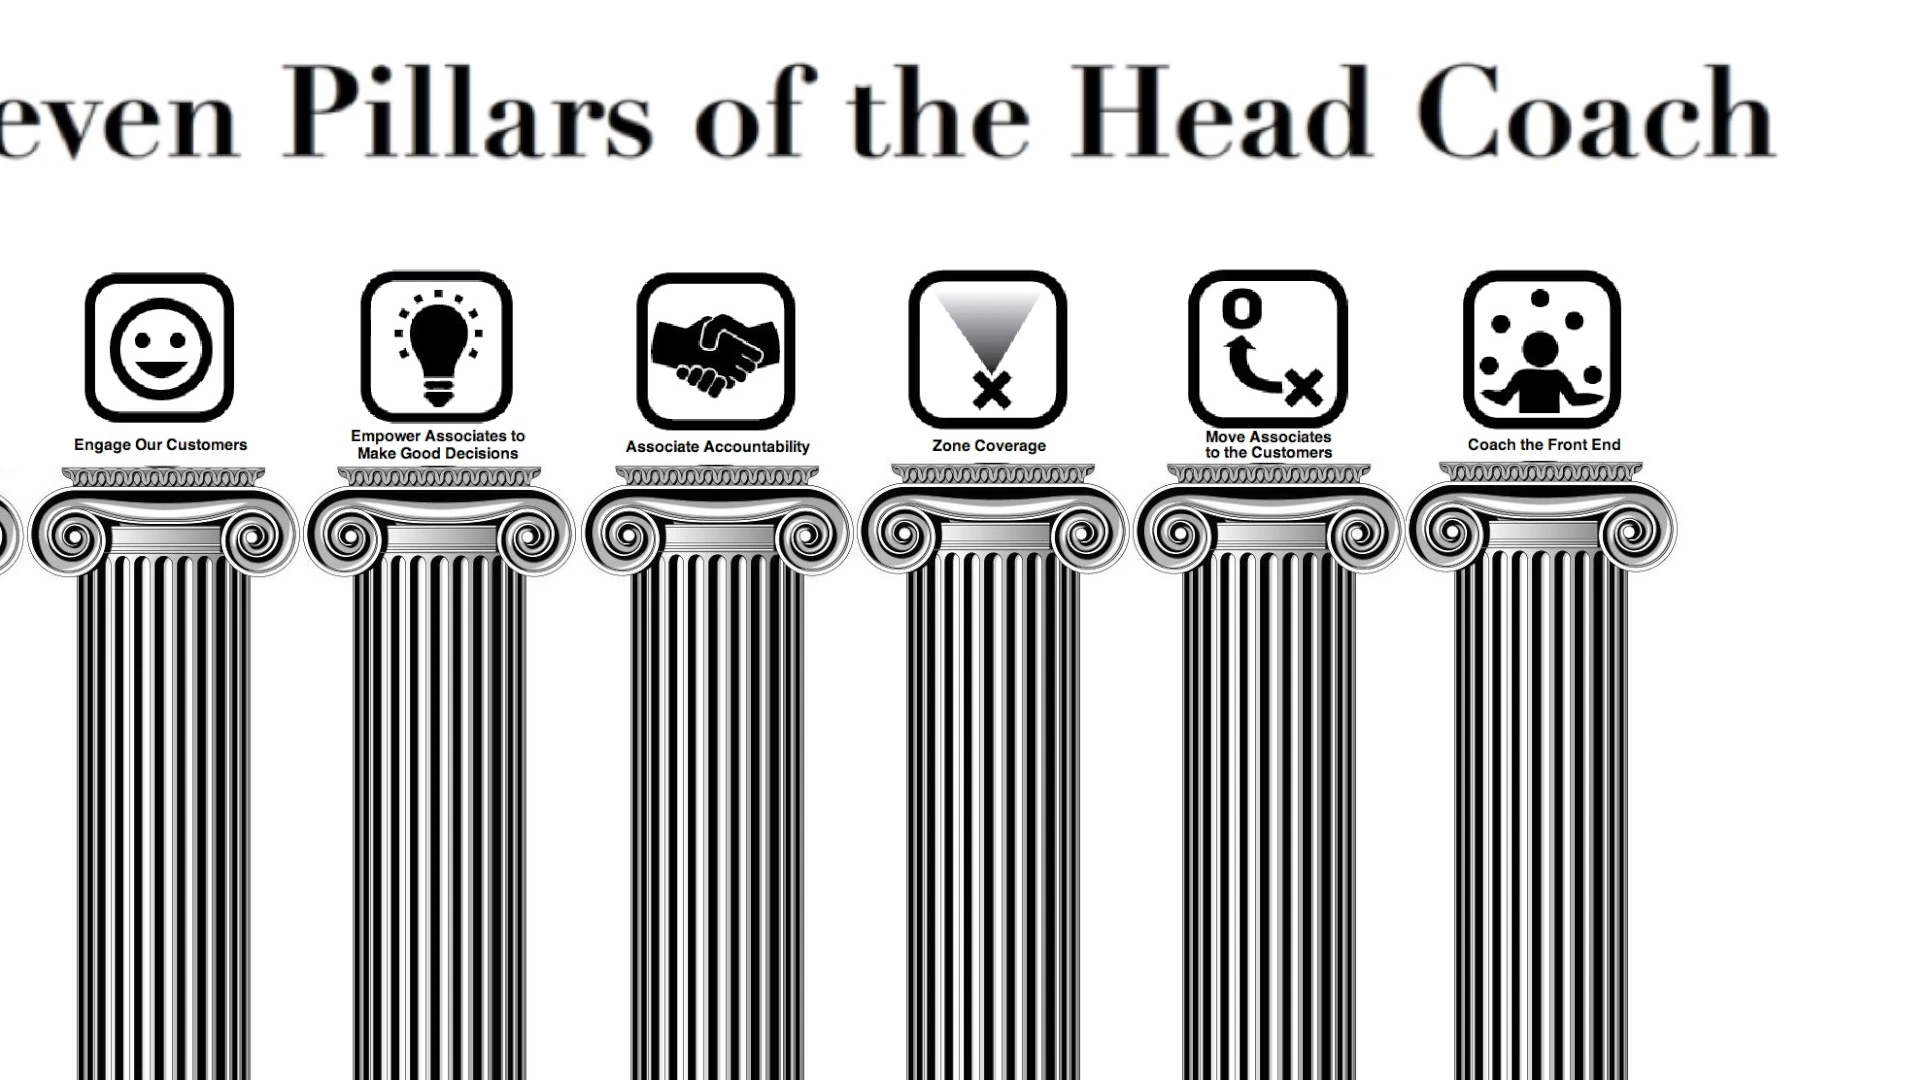 even Pillars of the Head Coach
Engage Our Customers
Empower Associates to
Make Good Decisions
Associate Accountability
Zone Coverage
O
Move Associates
to the Customers
Coach the Front End